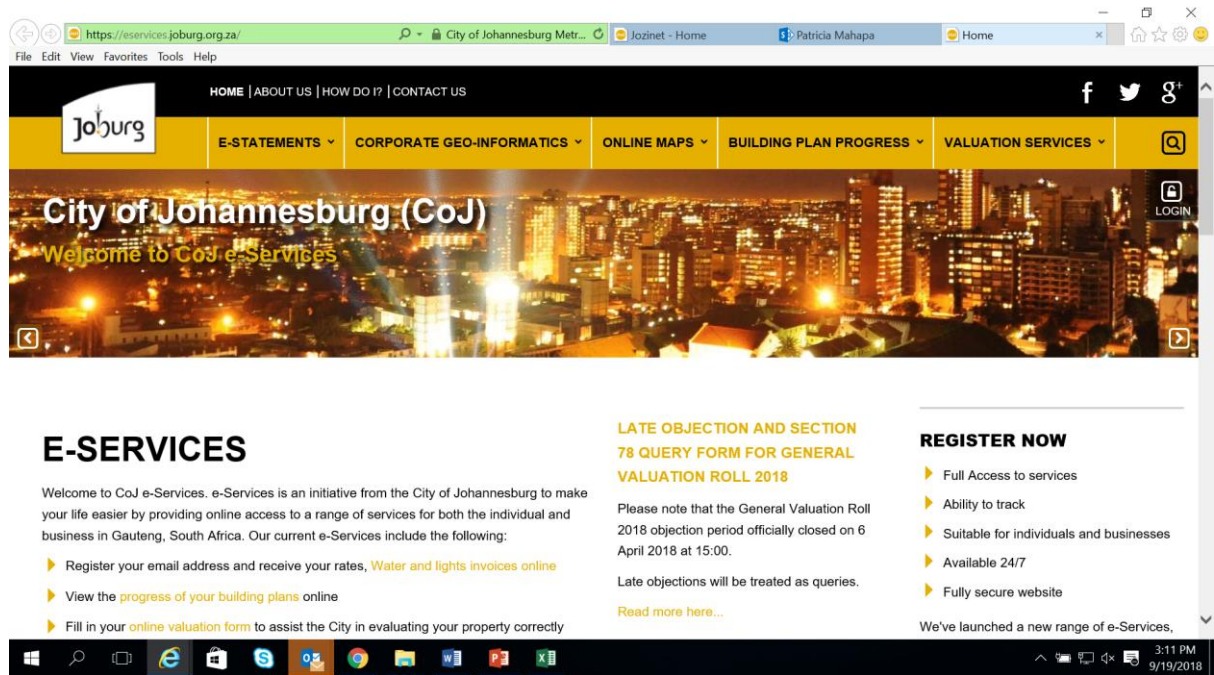 https://eservices.joburg.org.za/
City of Johannesburg Metr...
Jozinet - Home
Patricia Mahapa
Home
File Edit View Favorites Tools Help
Joburg
HOME | ABOUT US | HOW DO I? | CONTACT US
E-STATEMENTS
CORPORATE GEO-INFORMATICS
ONLINE MAPS
BUILDING PLAN PROGRESS
VALUATION SERVICES
LOGIN
City of Johannesburg (CoJ)
Welcome to CoJ e-Services
E-SERVICES
Welcome to CoJ e-Services. e-Services is an initiative from the City of Johannesburg to make
your life easier by providing online access to a range of services for both the individual and
business in Gauteng, South Africa. Our current e-Services include the following:
Register your email address and receive your rates, Water and lights invoices online
View the progress of your building plans online
Fill in your online valuation form to assist the City in evaluating your property correctly
LATE OBJECTION AND SECTION
78 QUERY FORM FOR GENERAL
VALUATION ROLL 2018
Please note that the General Valuation Roll
2018 objection period officially closed on 6
April 2018 at 15:00.
Late objections will be treated as queries.
Read more here...
REGISTER NOW
Full Access to services
Ability to track
Suitable for individuals and businesses
Available 24/7
Fully secure website
We've launched a new range of e-Services,
3:11 PM
9/19/2018